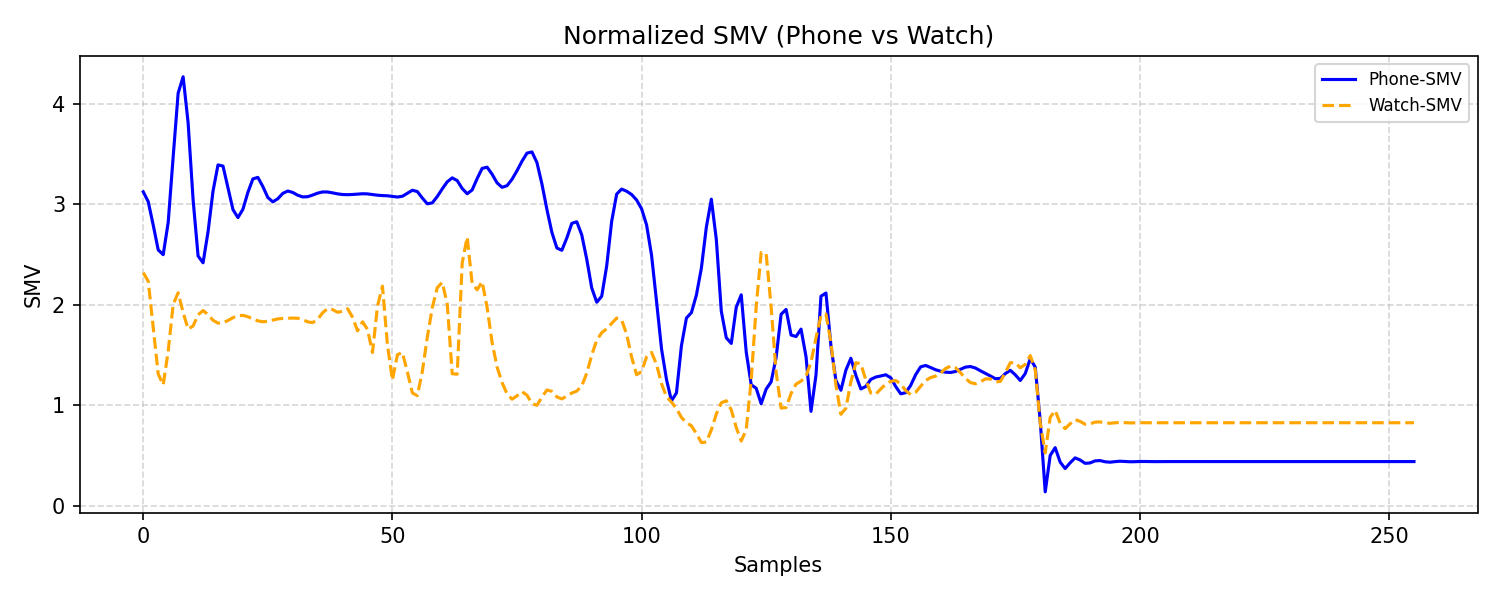 Normalized SMV (Phone vs Watch)
Phone-SMV
Watch-SMV
SMV
4
3
2
1
0
0 50 100 150 200 250
Samples